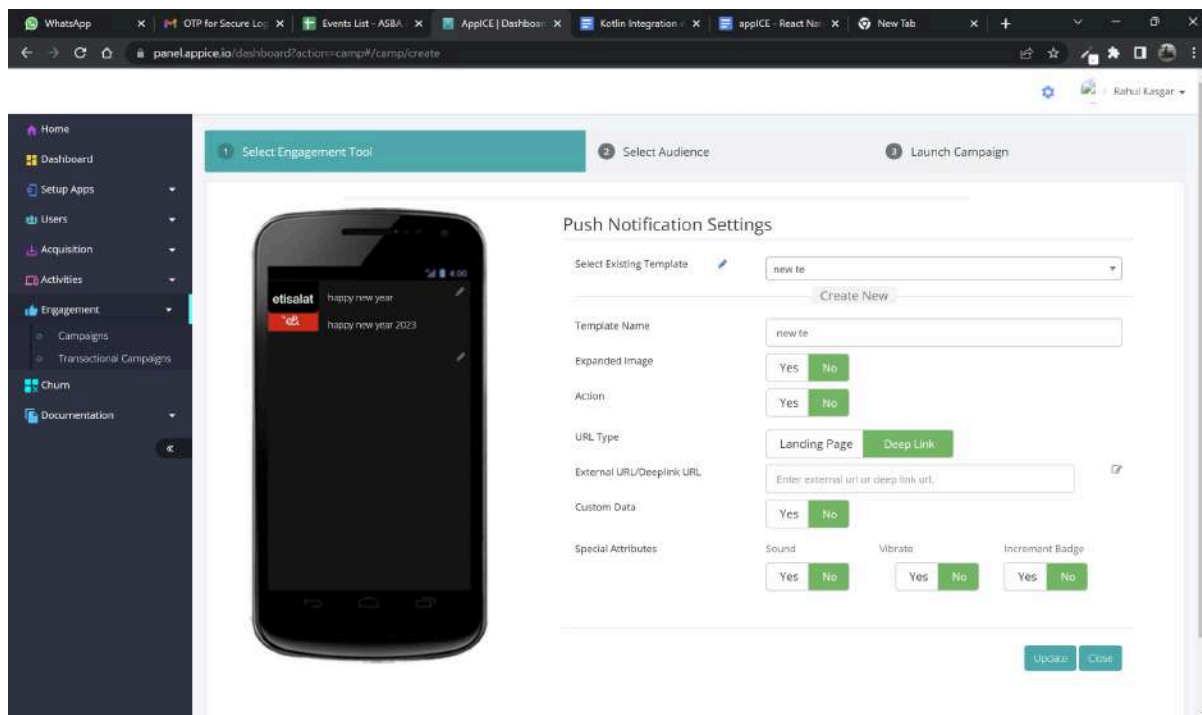 WhatsApp
OTP for Secure Log
Events List - ASBA
AppICE | Dashboar
Kotlin Integration
appICE - React Nat
New Tab
panel.appice.io/dashboard?action=camp#/camp/create
Rahul Kasgar
Home
Dashboard
Setup Apps
Users
Acquisition
Activities
Engagement
Campaigns
Transactional Campaigns
Churn
Documentation
1 Select Engagement Tool
2 Select Audience
3 Launch Campaign
4:00
etisalat
happy new year
happy new year 2023
Push Notification Settings
Select Existing Template
new te
Create New
Template Name
new te
Expanded Image
Yes No
Action
Yes No
URL Type
Landing Page Deep Link
External URL/Deeplink URL
Enter external url or deep link url.
Custom Data
Yes No
Special Attributes
Sound Vibrate Increment Badge
Yes No Yes No Yes No
Update Close